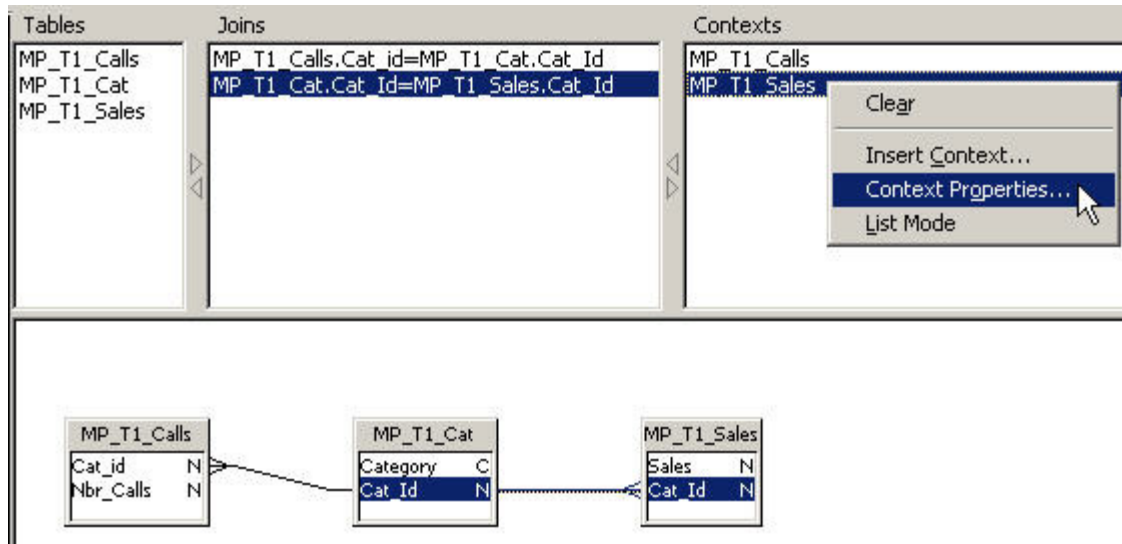 Tables Joins Contexts
MP_T1_Calls MP_T1_Calls.Cat_id=MP_T1_Cat.Cat_Id MP_T1_Calls
MP_T1_Cat MP_T1_Cat.Cat_Id=MP_T1_Sales.Cat_Id MP_T1_Sales
MP_T1_Sales
Clear
Insert Context...
Context Properties...
List Mode
MP_T1_Calls MP_T1_Cat MP_T1_Sales
Cat_id N Category C Sales N
Nbr_Calls N Cat_Id N Cat_Id N